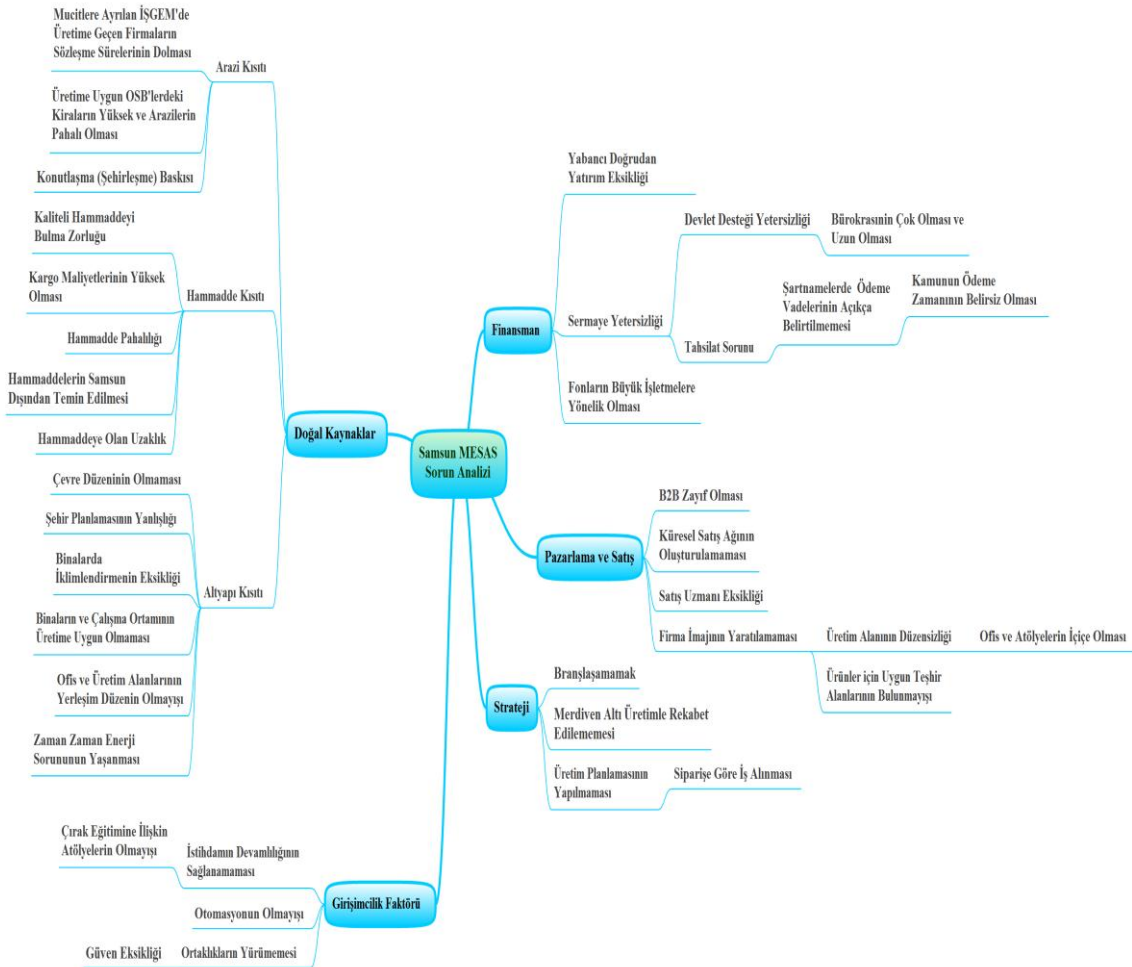 Samsun MESAS
Sorun Analizi
Doğal Kaynaklar
Arazi Kısıtı
Mucitlere Ayrılan İŞGEM'de
Üretime Geçen Firmaların
Sözleşme Sürelerinin Dolması
Üretime Uygun OSB'lerdeki
Kiraların Yüksek ve Arazilerin
Pahalı Olması
Konutlaşma (Şehirleşme) Baskısı
Hammadde Kısıtı
Kaliteli Hammaddeyi
Bulma Zorluğu
Kargo Maliyetlerinin Yüksek
Olması
Hammadde Pahalılığı
Hammaddelerin Samsun
Dışından Temin Edilmesi
Hammaddeye Olan Uzaklık
Altyapı Kısıtı
Çevre Düzeninin Olmaması
Şehir Planlamasının Yanlışlığı
Binalarda
İklimlendirmenin Eksikliği
Binaların ve Çalışma Ortamının
Üretime Uygun Olmaması
Ofis ve Üretim Alanlarının
Yerleşim Düzenin Olmayışı
Zaman Zaman Enerji
Sorununun Yaşanması
Girişimcilik Faktörü
İstihdamın Devamlılığının
Sağlanamaması
Çırak Eğitimine İlişkin
Atölyelerin Olmayışı
Otomasyonun Olmayışı
Ortaklıkların Yürümemesi
Güven Eksikliği
Finansman
Yabancı Doğrudan
Yatırım Eksikliği
Sermaye Yetersizliği
Devlet Desteği Yetersizliği
Bürokrasinin Çok Olması ve
Uzun Olması
Tahsilat Sorunu
Şartnamelerde Ödeme
Vadelerinin Açıkça
Belirtilmemesi
Kamunun Ödeme
Zamanının Belirsiz Olması
Fonların Büyük İşletmelere
Yönelik Olması
Pazarlama ve Satış
B2B Zayıf Olması
Küresel Satış Ağının
Oluşturulamaması
Satış Uzmanı Eksikliği
Firma İmajının Yaratılamaması
Üretim Alanının Düzensizliği
Ofis ve Atölyelerin İçiçe Olması
Ürünler için Uygun Teşhir
Alanlarının Bulunmayışı
Strateji
Branşlaşamamak
Merdiven Altı Üretimle Rekabet
Edilememesi
Üretim Planlamasının
Yapılmaması
Siparişe Göre İş Alınması